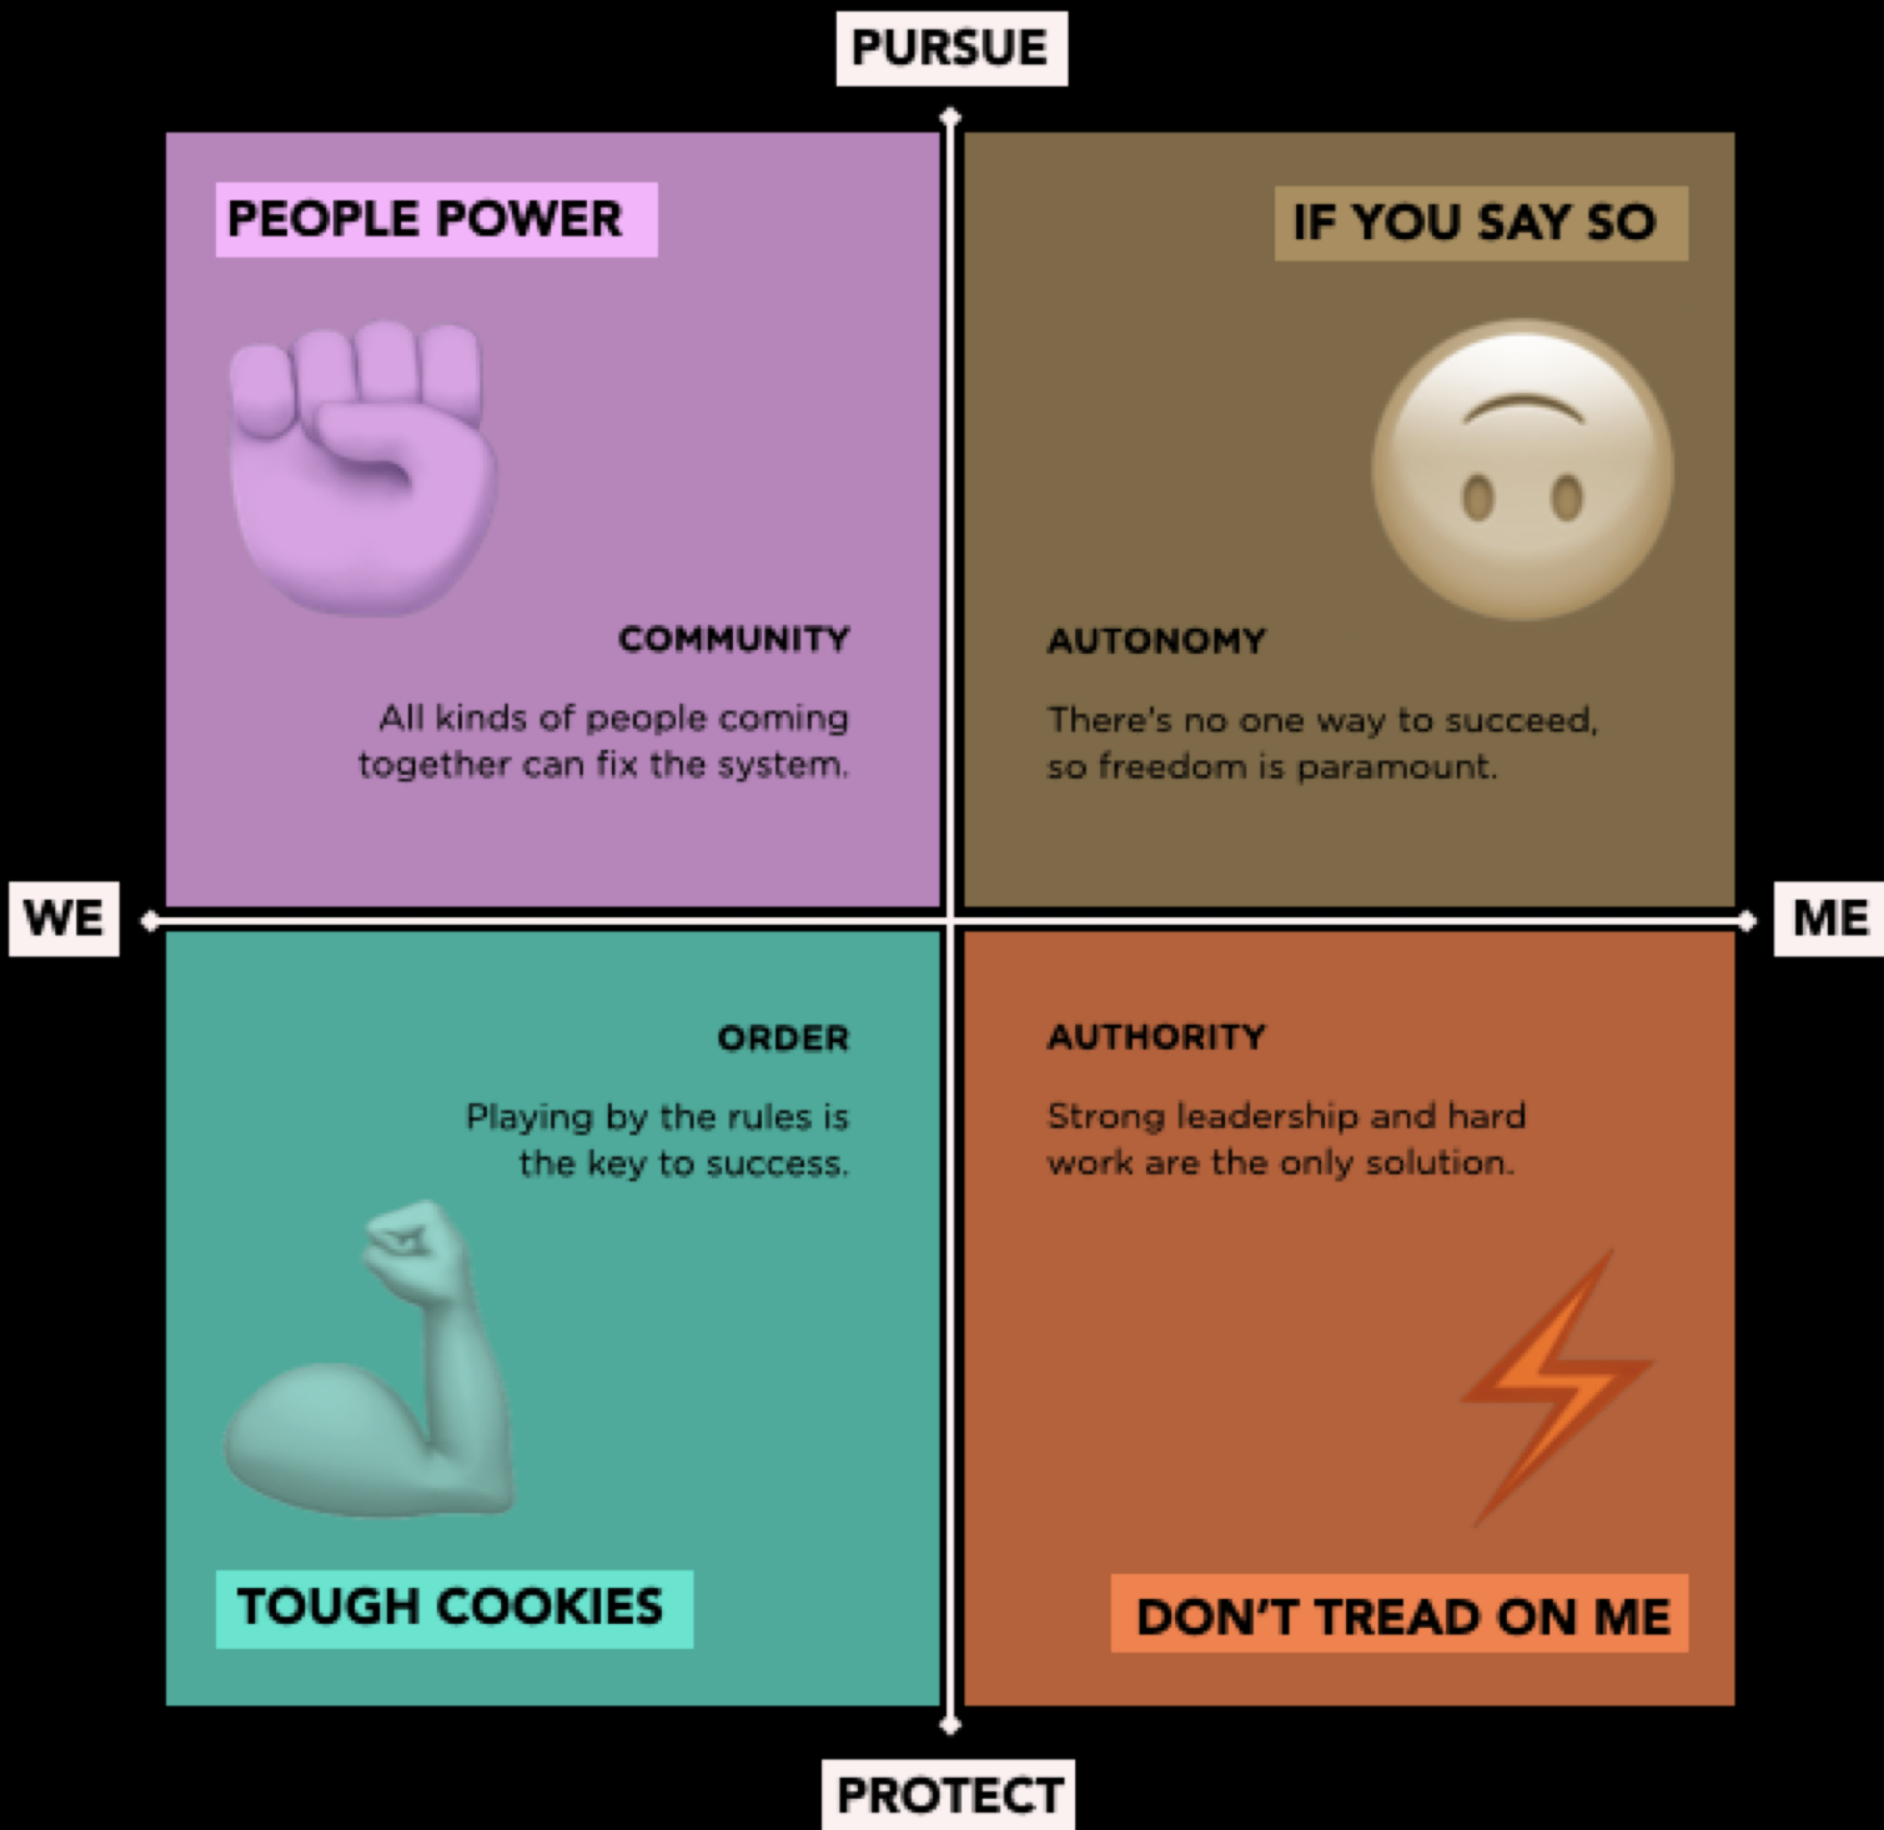 PURSUE
PEOPLE POWER
COMMUNITY
All kinds of people coming
together can fix the system.
IF YOU SAY SO
AUTONOMY
There's no one way to succeed,
so freedom is paramount.
WE
ME
ORDER
Playing by the rules is
the key to success.
TOUGH COOKIES
AUTHORITY
Strong leadership and hard
work are the only solution.
DON'T TREAD ON ME
PROTECT